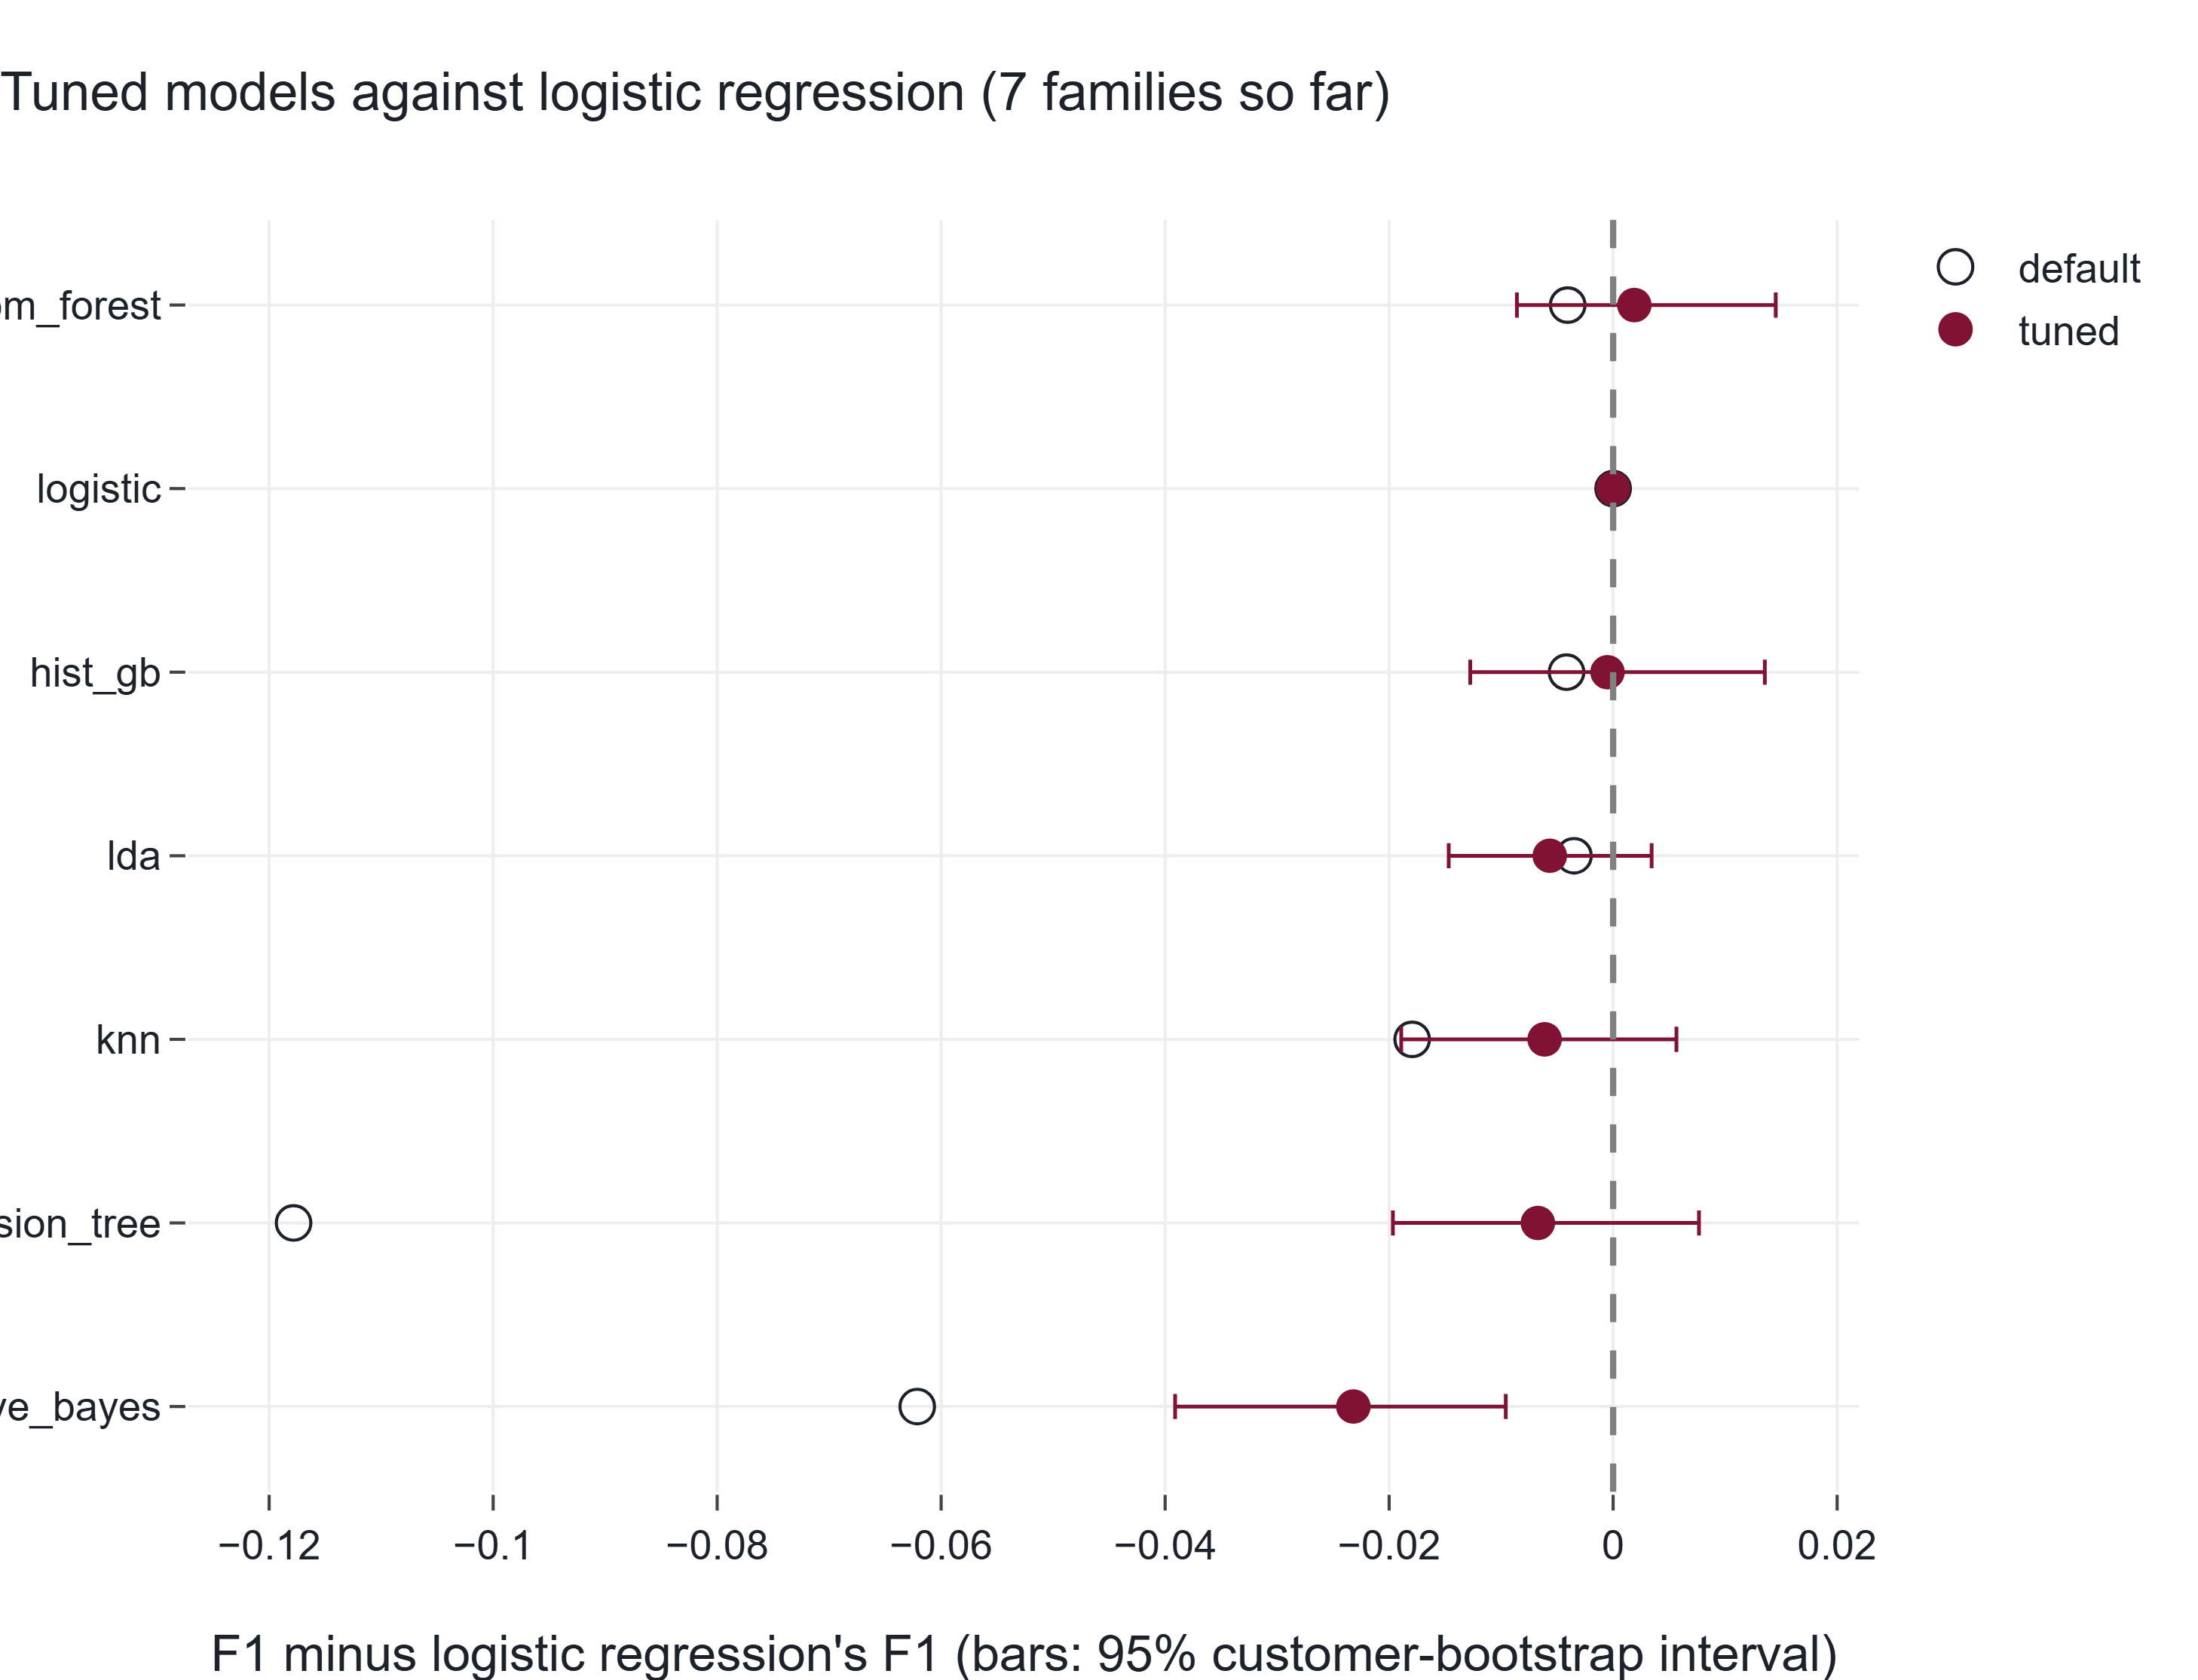 Tuned models against logistic regression (7 families so far)
default
tuned
om_forest
logistic
hist_gb
lda
knn
sion_tree
ve_bayes
−0.12 −0.1 −0.08 −0.06 −0.04 −0.02 0 0.02
F1 minus logistic regression's F1 (bars: 95% customer-bootstrap interval)